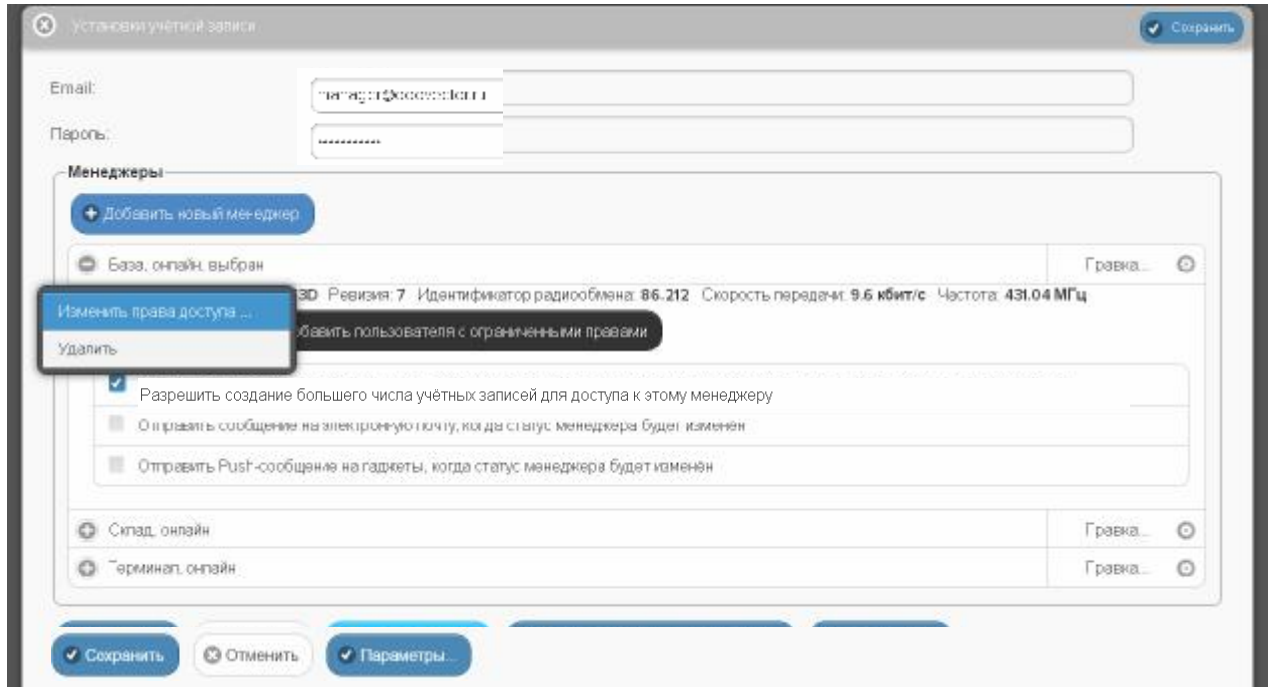 Установки учётной записи
Сохранить
Email:
Пароль:
Менеджеры
Добавить новый менеджер
База, онлайн, выбран
Правка...
3D Ревизия: 7 Идентификатор радиообмена: 86.212 Скорость передачи: 9.6 кбит/с Частота: 431.04 МГц
Изменить права доступа ...
бавить пользователя с ограниченными правами
Удалить
Разрешить создание большего числа учётных записей для доступа к этому менеджеру
Отправить сообщение на электронную почту, когда статус менеджера будет изменён
Отправить Push-сообщение на гаджеты, когда статус менеджера будет изменён
Склад, онлайн
Правка...
Терминал, онлайн
Правка...
Сохранить
Отменить
Параметры...